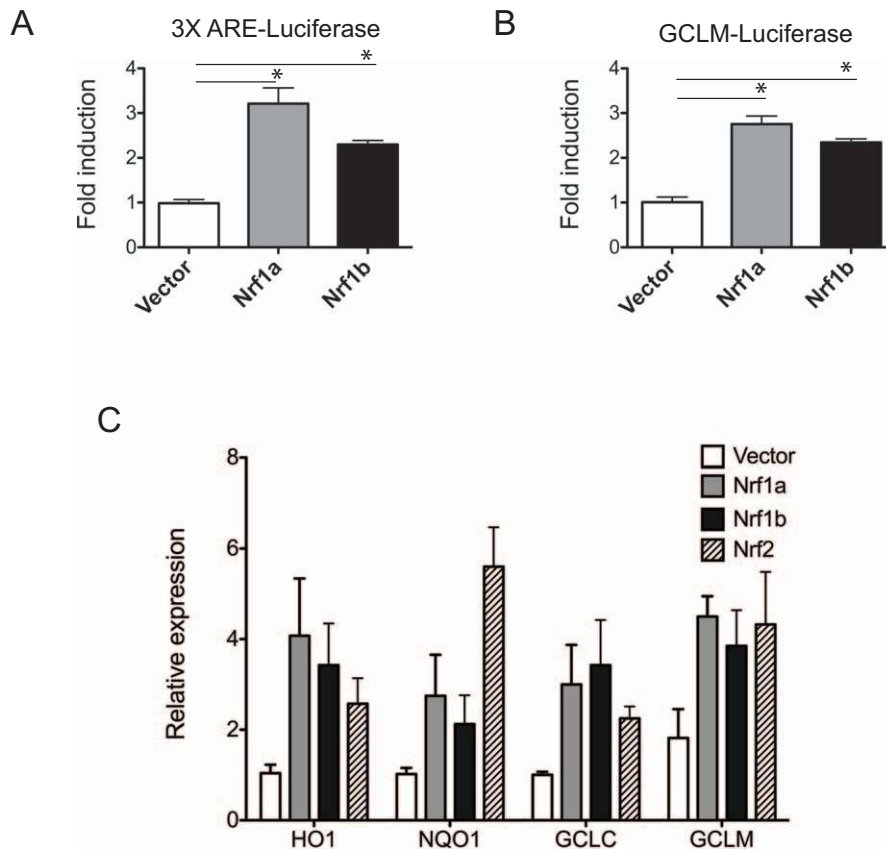 A
3X ARE-Luciferase
*
*
Fold induction
4
3
2
1
0
Vector
Nrf1a
Nrf1b
B
GCLM-Luciferase
*
*
Fold induction
4
3
2
1
0
Vector
Nrf1a
Nrf1b
C
Relative expression
8
6
4
2
0
Vector
Nrf1a
Nrf1b
Nrf2
HO1 NQO1 GCLC GCLM